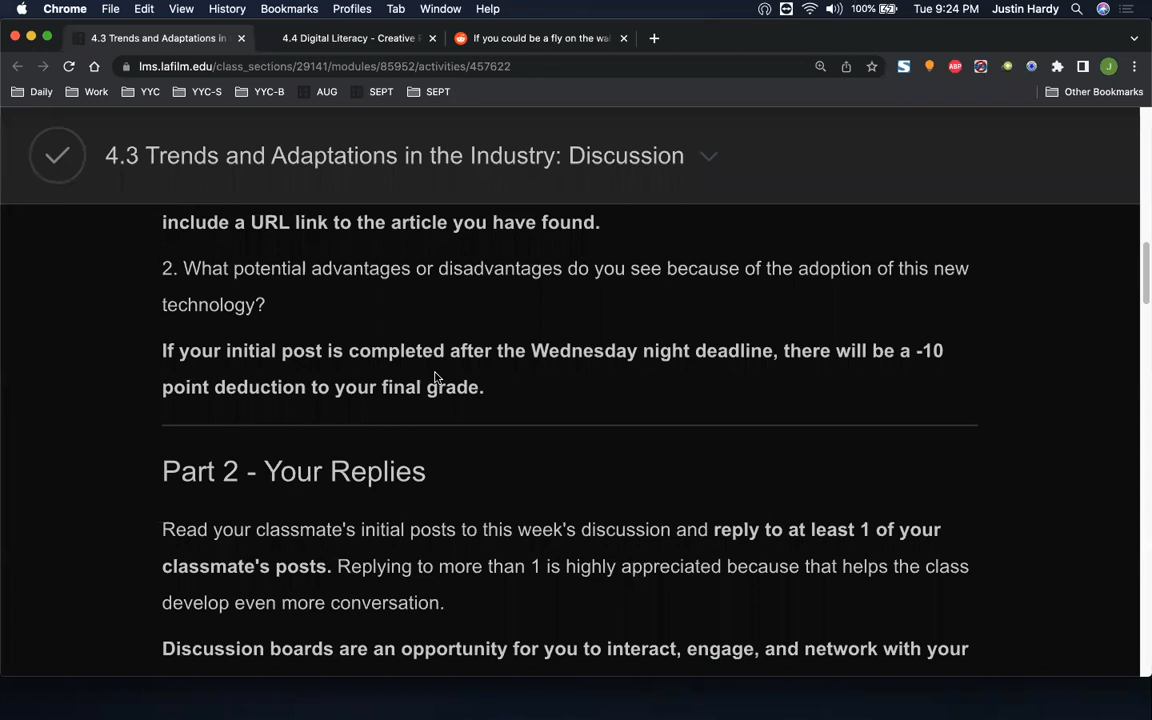 Chrome File Edit View History Bookmarks Profiles Tab Window Help 100% Tue 9:24 PM Justin Hardy
4.3 Trends and Adaptations in 4.4 Digital Literacy - Creative If you could be a fly on the wa
lms.lafilm.edu/class_sections/29141/modules/85952/activities/457622 ABP J
Daily Work YYC YYC-S YYC-B AUG SEPT SEPT Other Bookmarks
4.3 Trends and Adaptations in the Industry: Discussion
include a URL link to the article you have found.
2. What potential advantages or disadvantages do you see because of the adoption of this new
technology?
If your initial post is completed after the Wednesday night deadline, there will be a -10
point deduction to your final grade.
Part 2 - Your Replies
Read your classmate's initial posts to this week's discussion and reply to at least 1 of your
classmate's posts. Replying to more than 1 is highly appreciated because that helps the class
develop even more conversation.
Discussion boards are an opportunity for you to interact, engage, and network with your